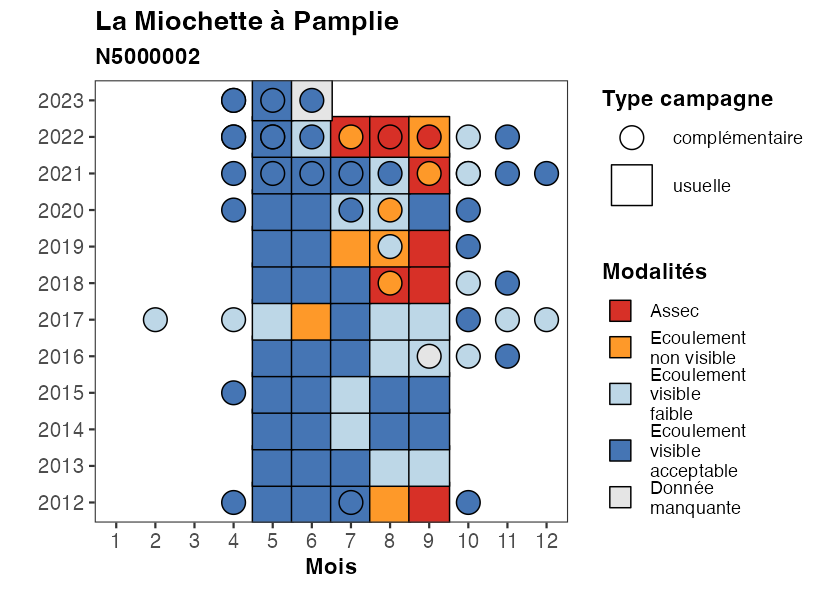 La Miochette à Pamplie
N5000002
2023
2022
2021
2020
2019
2018
2017
2016
2015
2014
2013
2012
1 2 3 4 5 6 7 8 9 10 11 12
Mois
Type campagne
complémentaire
usuelle
Modalités
Assec
Ecoulement
non visible
Ecoulement
visible
faible
Ecoulement
visible
acceptable
Donnée
manquante